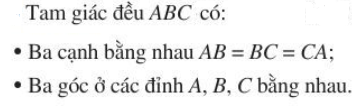 Tam giác đều ABC có:
• Ba cạnh bằng nhau AB = BC = CA;
• Ba góc ở các đỉnh A, B, C bằng nhau.